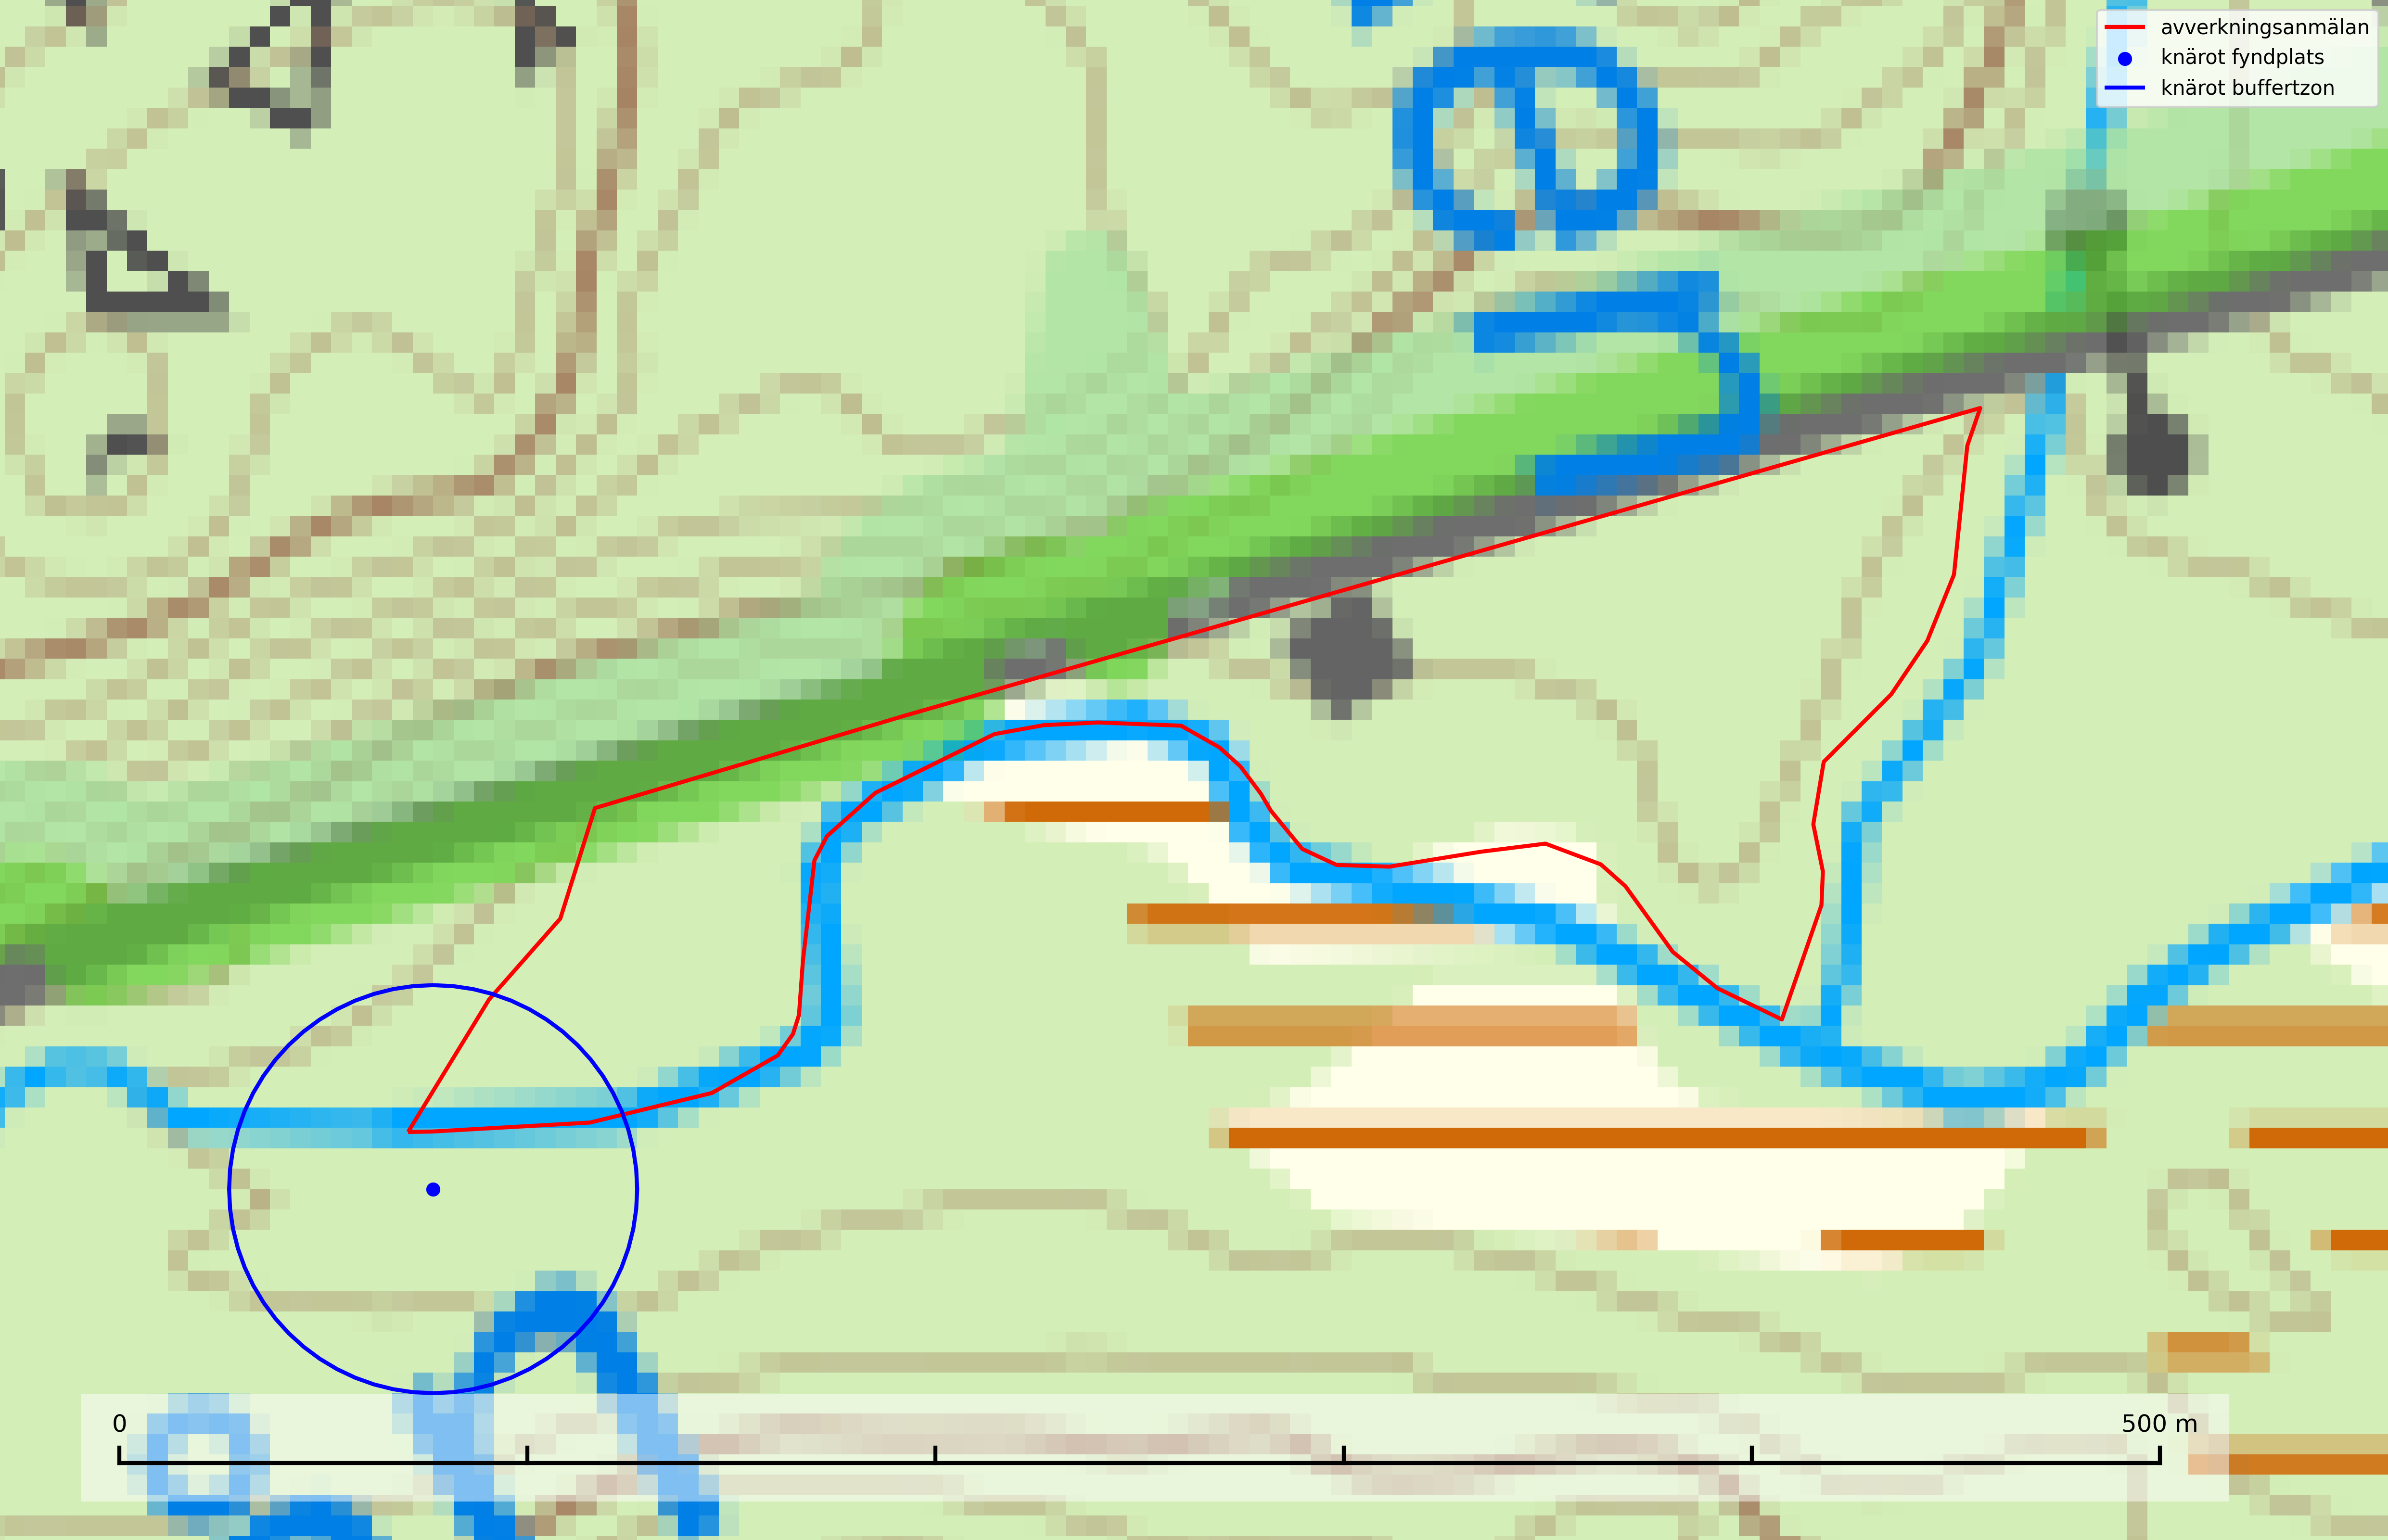 avverkningsanmälan
knärot fyndplats
knärot buffertzon
0
500 m